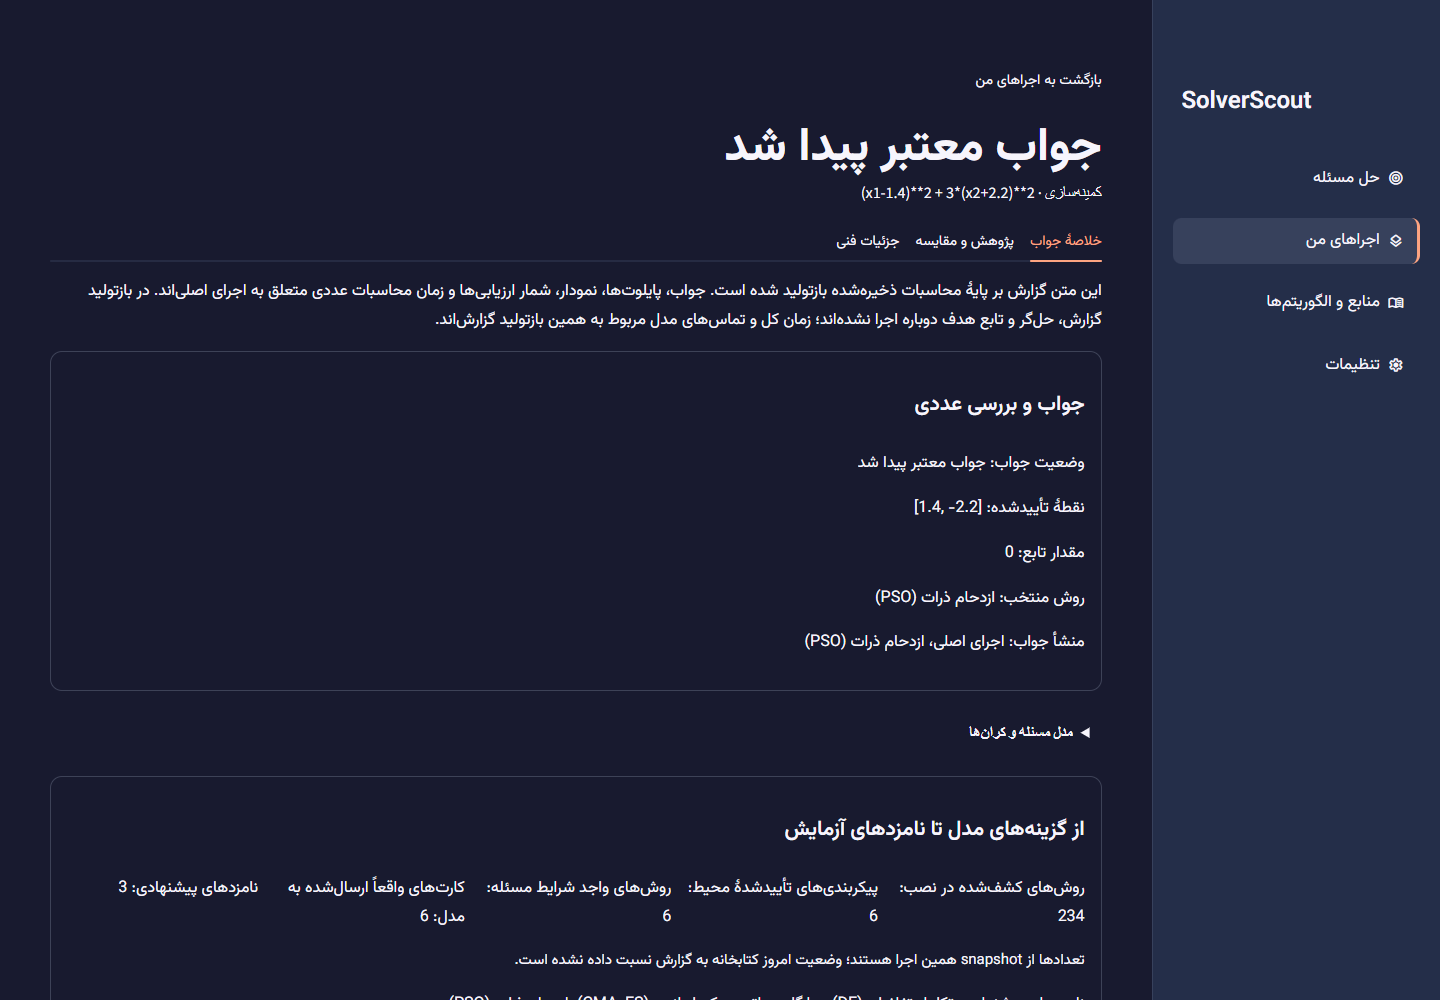 SolverScout
حل مسئله
اجراهای من
منابع و الگوریتم‌ها
تنظیمات
بازگشت به اجراهای من
جواب معتبر پیدا شد
کمینه‌سازی · (x1-1.4)**2 + 3*(x2+2.2)**2
خلاصهٔ جواب
پژوهش و مقایسه
جزئیات فنی
این متن گزارش بر پایهٔ محاسبات ذخیره‌شده بازتولید شده است. جواب، پایلوت‌ها، نمودار، شمار ارزیابی‌ها و زمان محاسبات عددی متعلق به اجرای اصلی‌اند. در بازتولید
گزارش، حل‌گر و تابع هدف دوباره اجرا نشده‌اند؛ زمان کل و تماس‌های مدل مربوط به همین بازتولید گزارش‌اند.
جواب و بررسی عددی
وضعیت جواب: جواب معتبر پیدا شد
نقطهٔ تأییدشده: [1.4, -2.2]
مقدار تابع: 0
روش منتخب: ازدحام ذرات (PSO)
منشأ جواب: اجرای اصلی، ازدحام ذرات (PSO)
مدل مسئله و کران‌ها
از گزینه‌های مدل تا نامزدهای آزمایش
روش‌های کشف‌شده در نصب:
234
پیکربندی‌های تأییدشدهٔ محیط:
6
روش‌های واجد شرایط مسئله:
6
کارت‌های واقعاً ارسال‌شده به
مدل: 6
نامزدهای پیشنهادی: 3
تعدادها از snapshot همین اجرا هستند؛ وضعیت امروز کتابخانه به گزارش نسبت داده نشده است.